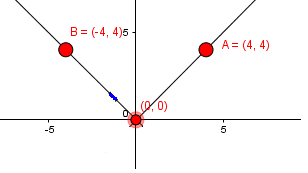 B = (-4, 4)
5
A = (4, 4)
(0, 0)
0
-5
5